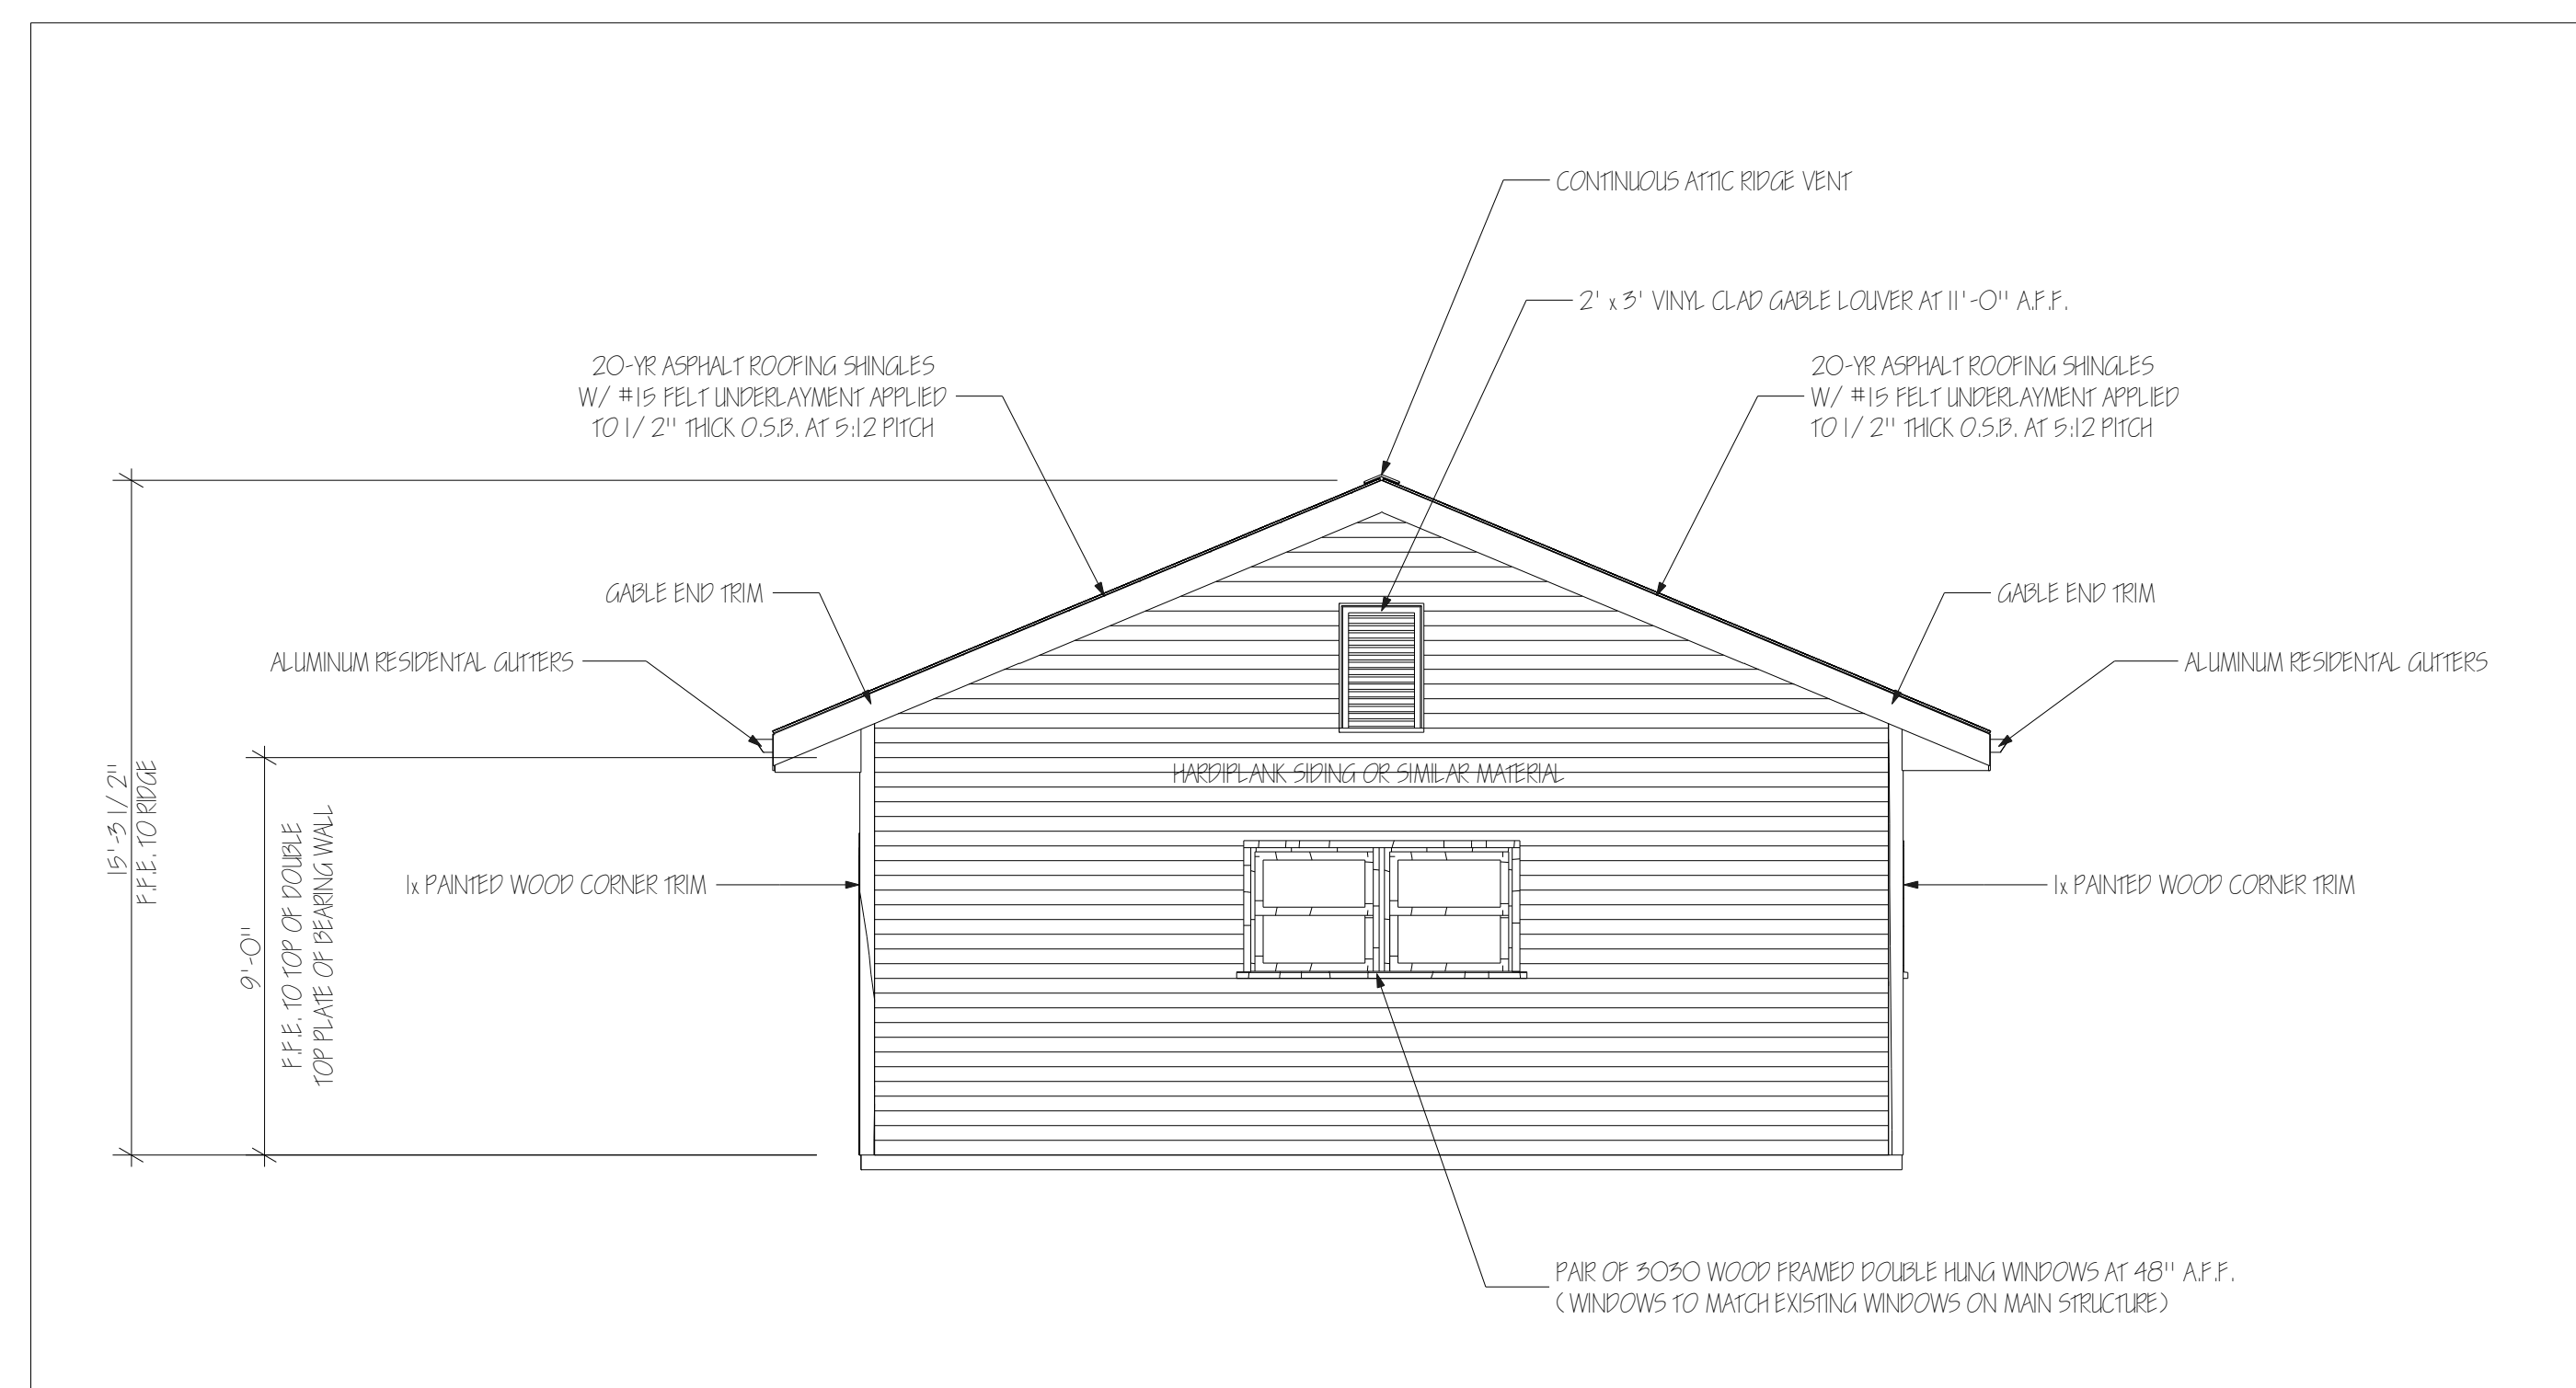 CONTINUOUS ATTIC RIDGE VENT
2' x 3' VINYL CLAD GABLE LOUVER AT 11'-0" A.F.F.
20-YR ASPHALT ROOFING SHINGLES
W/ #15 FELT UNDERLAYMENT APPLIED
TO 1/2" THICK O.S.B. AT 5:12 PITCH
20-YR ASPHALT ROOFING SHINGLES
W/ #15 FELT UNDERLAYMENT APPLIED
TO 1/2" THICK O.S.B. AT 5:12 PITCH
GABLE END TRIM
GABLE END TRIM
ALUMINUM RESIDENTAL GUTTERS
ALUMINUM RESIDENTAL GUTTERS
HARDIPLANK SIDING OR SIMILAR MATERIAL
15'-3 1/2"
F.F.E. TO RIDGE
9'-0"
F.F.E. TO TOP OF DOUBLE
TOP PLATE OF BEARING WALL
1x PAINTED WOOD CORNER TRIM
1x PAINTED WOOD CORNER TRIM
PAIR OF 3030 WOOD FRAMED DOUBLE HUNG WINDOWS AT 48" A.F.F.
(WINDOWS TO MATCH EXISTING WINDOWS ON MAIN STRUCTURE)